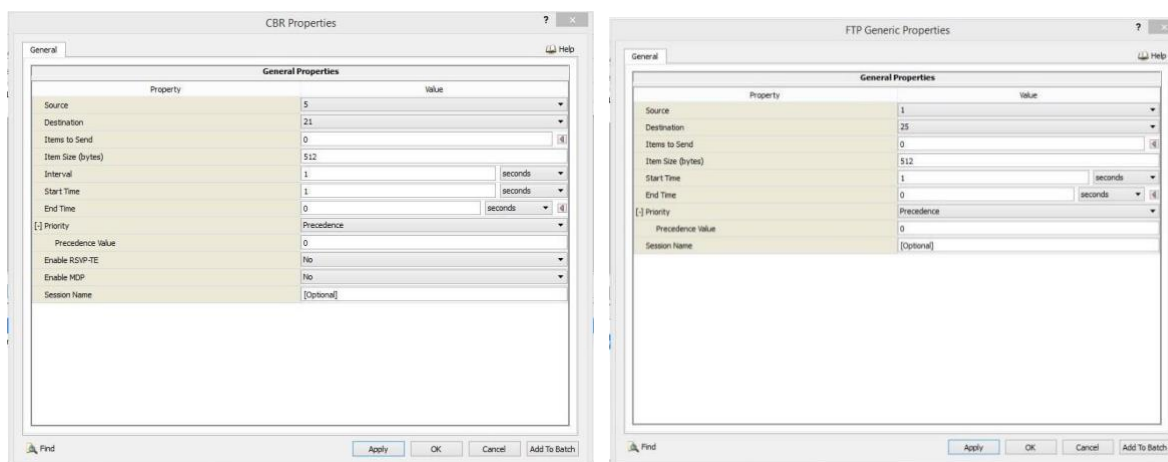 CBR Properties ?
General Help
General Properties
Property Value
Source 5
Destination 21
Items to Send 0
Item Size (bytes) 512
Interval 1 seconds
Start Time 1 seconds
End Time 0 seconds
[-] Priority Precedence
Precedence Value 0
Enable RSVP-TE No
Enable MDP No
Session Name [Optional]
Find Apply OK Cancel Add To Batch
FTP Generic Properties ?
General Help
General Properties
Property Value
Source 1
Destination 25
Items to Send 0
Item Size (bytes) 512
Start Time 1 seconds
End Time 0 seconds
[-] Priority Precedence
Precedence Value 0
Session Name [Optional]
Find Apply OK Cancel Add To Batch